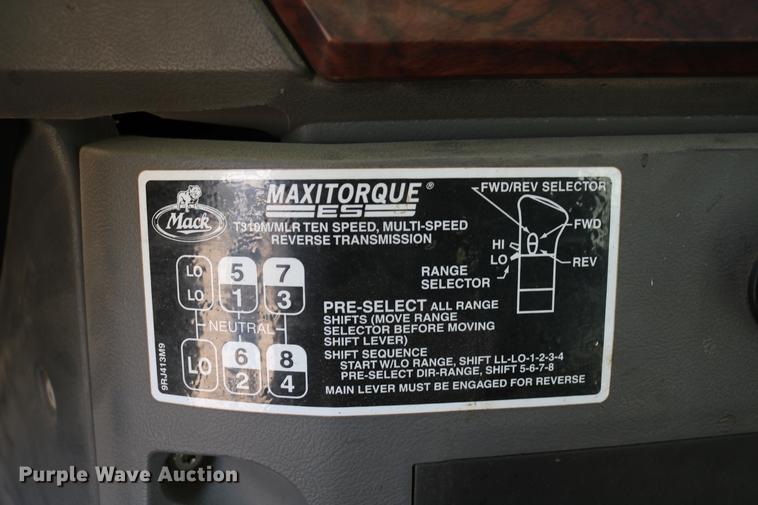 Mack
MAXITORQUE®
ES
T310M/MLR TEN SPEED, MULTI-SPEED
REVERSE TRANSMISSION
FWD/REV SELECTOR
FWD
HI
LO
REV
RANGE
SELECTOR
LO 5 7
LO 1 3
NEUTRAL
LO 6 8
2 4
PRE-SELECT ALL RANGE
SHIFTS (MOVE RANGE
SELECTOR BEFORE MOVING
SHIFT LEVER)
SHIFT SEQUENCE
START W/LO RANGE, SHIFT LL-LO-1-2-3-4
PRE-SELECT DIR-RANGE, SHIFT 5-6-7-8
MAIN LEVER MUST BE ENGAGED FOR REVERSE
9RJ413M9
Purple Wave Auction